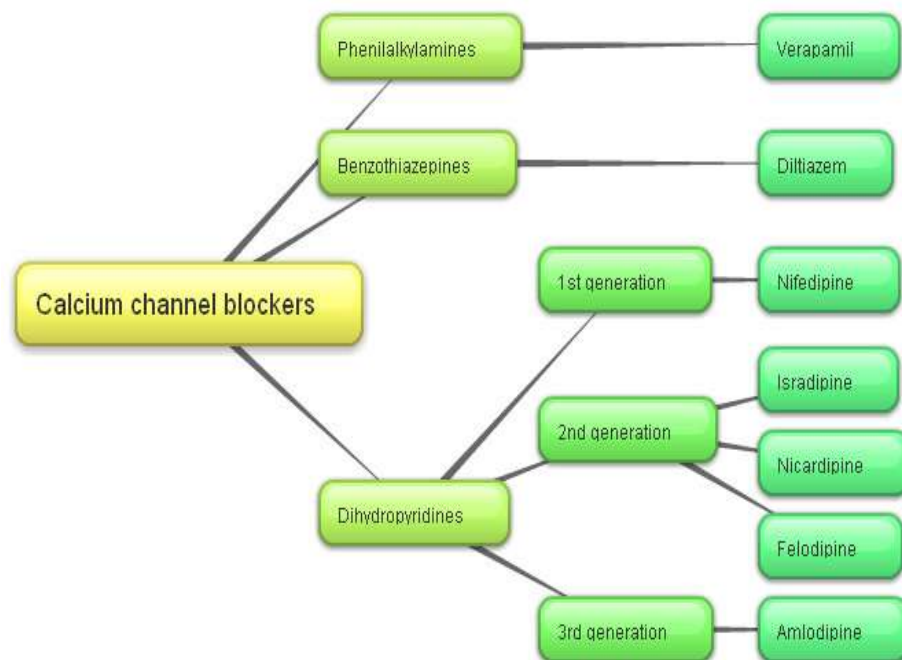 Phenilalkylamines
Verapamil
Benzothiazepines
Diltiazem
Calcium channel blockers
1st generation
Nifedipine
Isradipine
2nd generation
Nicardipine
Dihydropyridines
Felodipine
3rd generation
Amlodipine